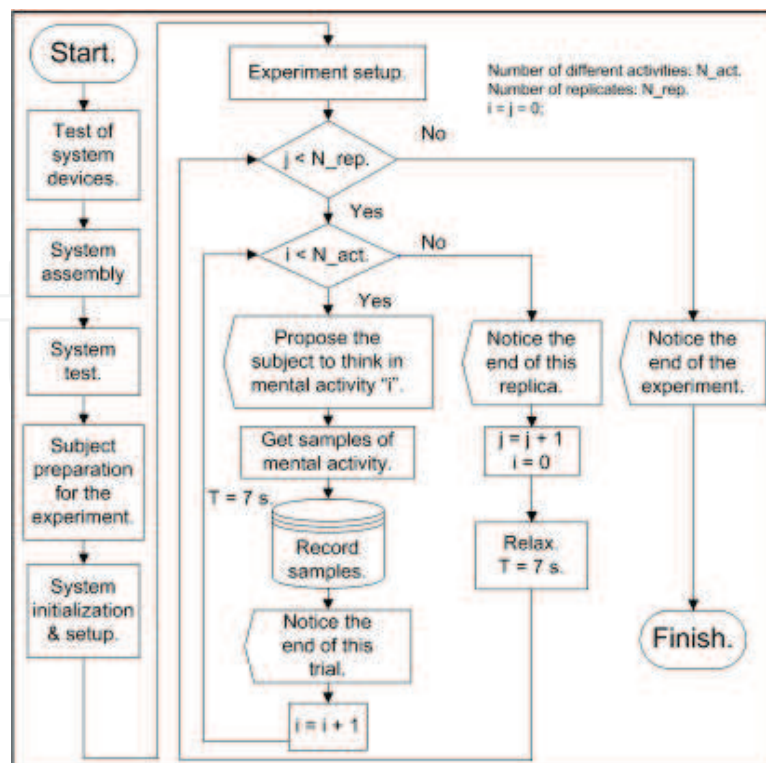 Start.
Test of
system
devices.
System
assembly
System
test.
Subject
preparation
for the
experiment.
System
initialization
& setup.
Experiment setup.
Number of different activities: N_act.
Number of replicates: N_rep.
i = j = 0;
j < N_rep.
No
Yes
i < N_act.
No
Yes
Propose the
subject to think in
mental activity "i".
Get samples of
mental activity.
T = 7 s.
Record
samples.
Notice the
end of this
trial.
i = i + 1
Notice the
end of this
replica.
j = j + 1
i = 0
Relax.
T = 7 s.
Notice the
end of the
experiment.
Finish.